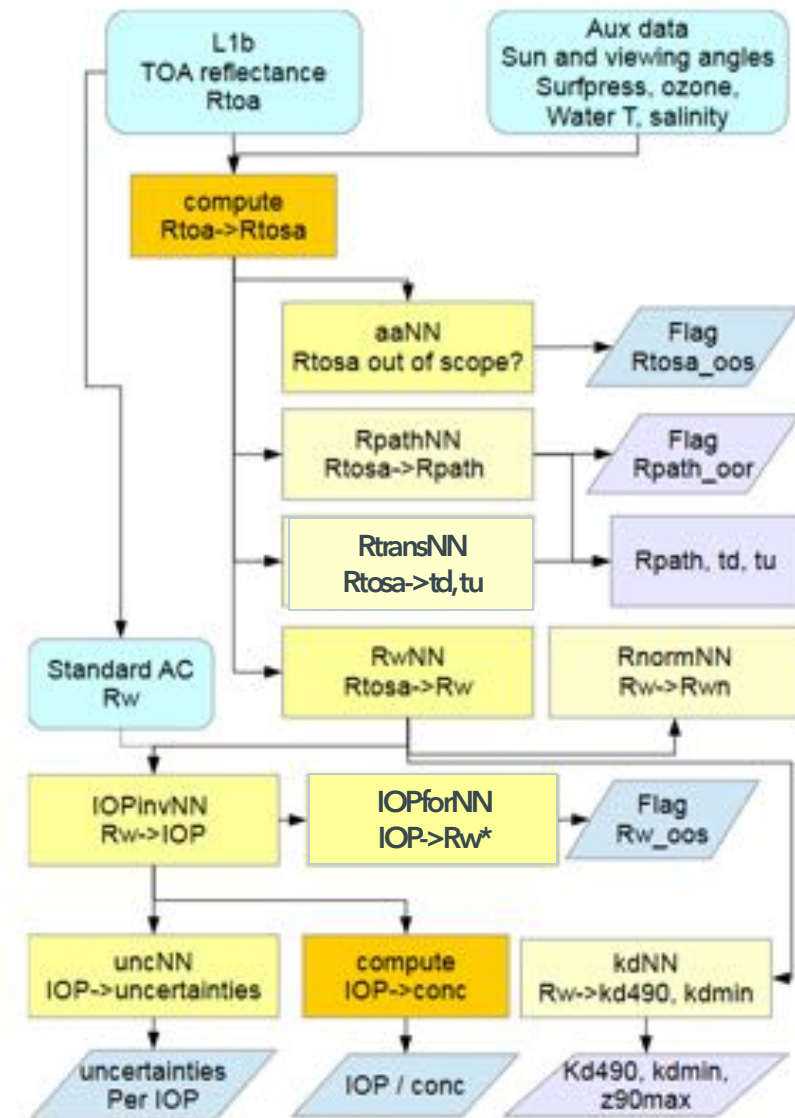 L1b
TOA reflectance
Rtoa
Aux data
Sun and viewing angles
Surfpress, ozone,
Water T, salinity
compute
Rtoa->Rtosa
aaNN
Rtosa out of scope?
Flag
Rtosa_oos
RpathNN
Rtosa->Rpath
Flag
Rpath_oor
RtransNN
Rtosa->td, tu
Rpath, td, tu
Standard AC
Rw
RwNN
Rtosa->Rw
RnormNN
Rw->Rwn
IOPinvNN
Rw->IOP
IOPforNN
IOP->Rw*
Flag
Rw_oos
uncNN
IOP->uncertainties
compute
IOP->conc
kdNN
Rw->kd490, kdmin
uncertainties
Per IOP
IOP / conc
Kd490, kdmin,
z90max